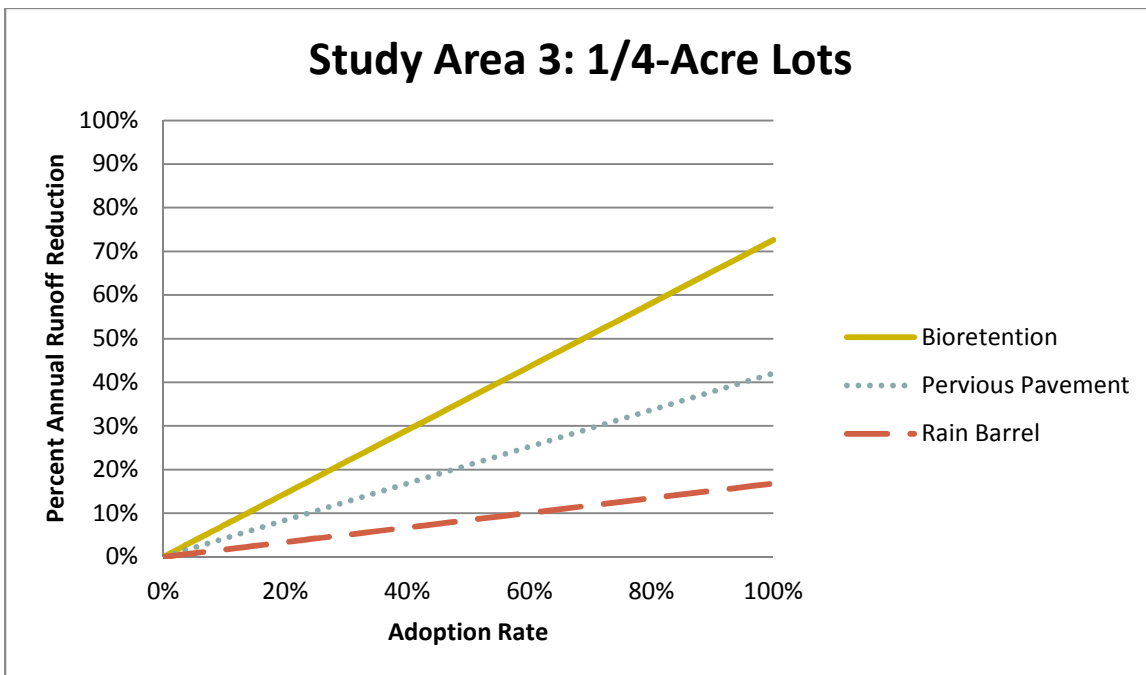 Study Area 3: 1/4-Acre Lots
100%
90%
80%
70%
60%
50%
40%
30%
20%
10%
0%
Percent Annual Runoff Reduction
0% 20% 40% 60% 80% 100%
Adoption Rate
Bioretention
Pervious Pavement
Rain Barrel